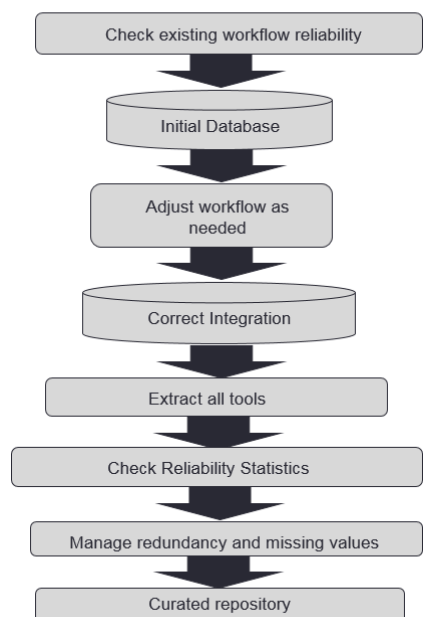 Check existing workflow reliability
Initial Database
Adjust workflow as
needed
Correct Integration
Extract all tools
Check Reliability Statistics
Manage redundancy and missing values
Curated repository